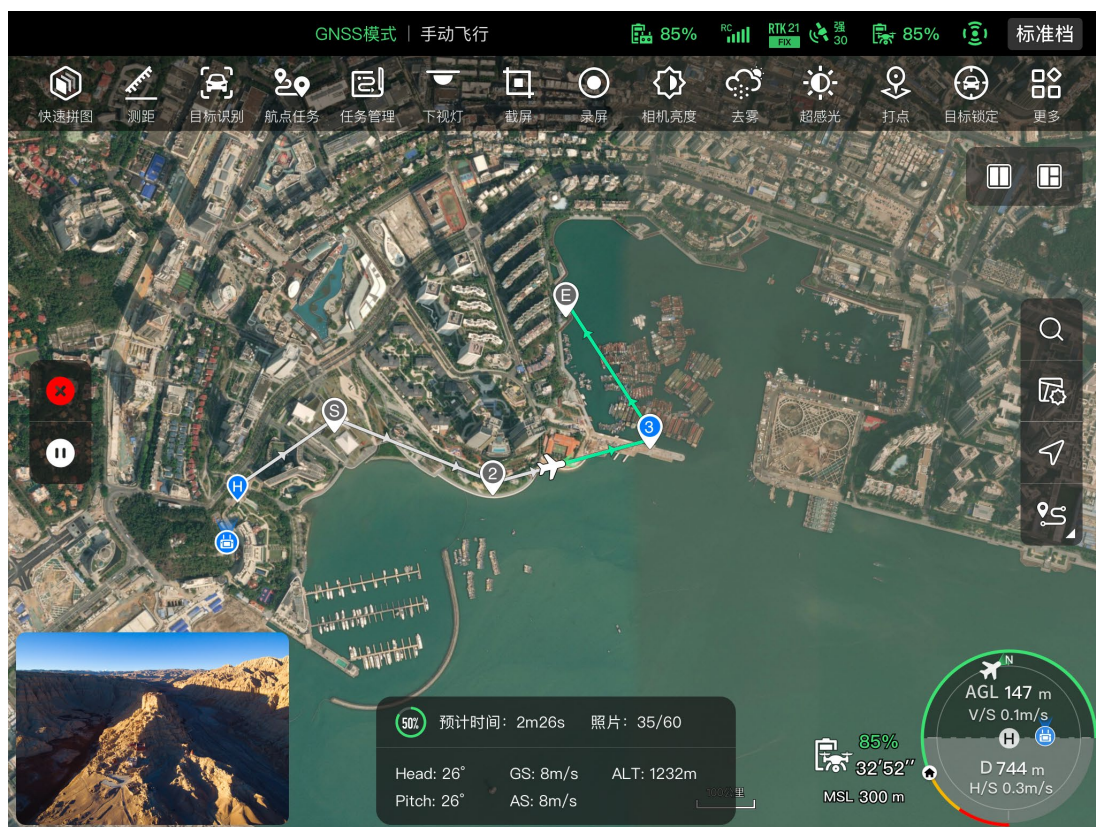 GNSS模式 | 手动飞行
85%
RC
RTK 21
FIX
强
30
85%
标准档
快速拼图
测距
目标识别
航点任务
任务管理
下视灯
截屏
录屏
相机亮度
去雾
超感光
打点
目标锁定
更多
E
S
3
2
H
50%
预计时间：2m26s
照片：35/60
Head: 26°
GS: 8m/s
ALT: 1232m
Pitch: 26°
AS: 8m/s
100公里
85%
32'52''
MSL 300 m
N
AGL 147 m
V/S 0.1m/s
H
D 744 m
H/S 0.3m/s